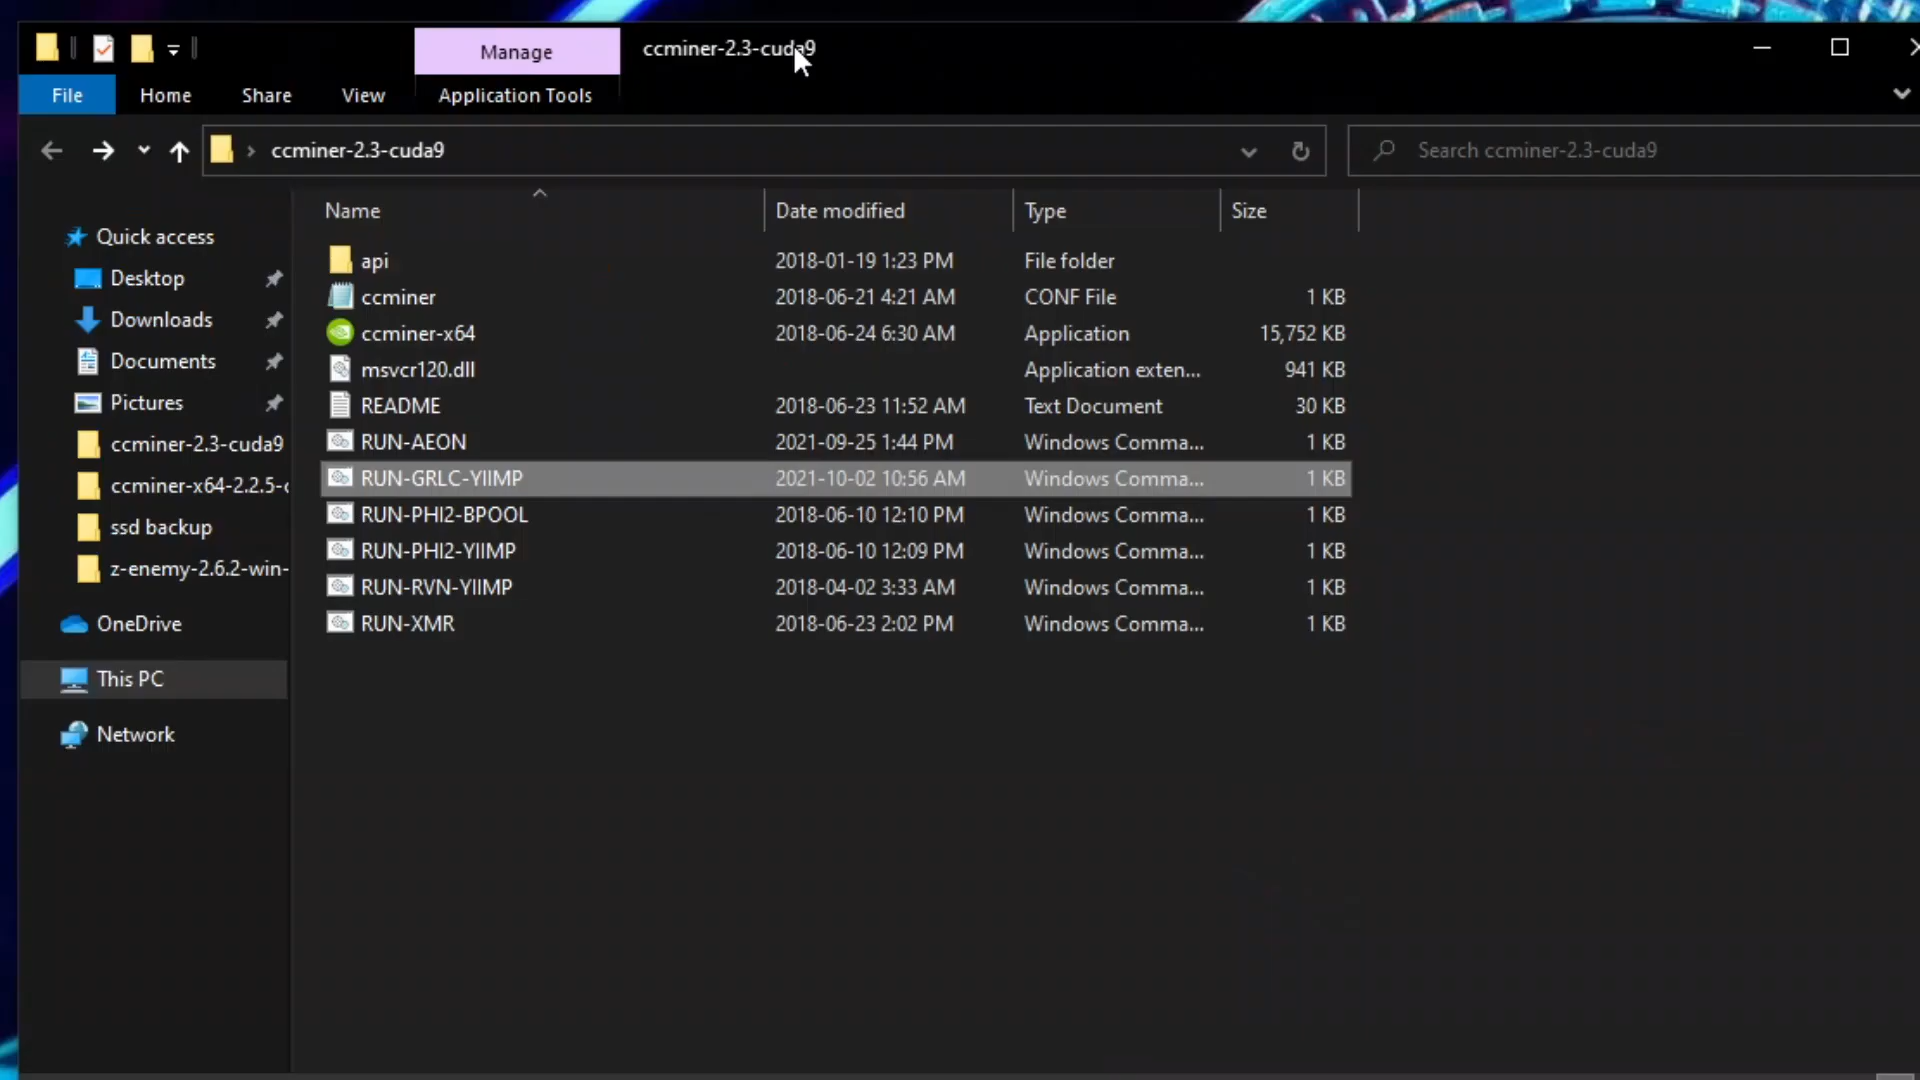 Manage
ccminer-2.3-cuda9
File Home Share View Application Tools
ccminer-2.3-cuda9
Search ccminer-2.3-cuda9
Name Date modified Type Size
Quick access
Desktop
Downloads
Documents
Pictures
ccminer-2.3-cuda9
ccminer-x64-2.2.5-c
ssd backup
z-enemy-2.6.2-win-
OneDrive
This PC
Network
api 2018-01-19 1:23 PM File folder
ccminer 2018-06-21 4:21 AM CONF File 1 KB
ccminer-x64 2018-06-24 6:30 AM Application 15,752 KB
msvcr120.dll Application exten... 941 KB
README 2018-06-23 11:52 AM Text Document 30 KB
RUN-AEON 2021-09-25 1:44 PM Windows Comma... 1 KB
RUN-GRLC-YIIMP 2021-10-02 10:56 AM Windows Comma... 1 KB
RUN-PHI2-BPOOL 2018-06-10 12:10 PM Windows Comma... 1 KB
RUN-PHI2-YIIMP 2018-06-10 12:09 PM Windows Comma... 1 KB
RUN-RVN-YIIMP 2018-04-02 3:33 AM Windows Comma... 1 KB
RUN-XMR 2018-06-23 2:02 PM Windows Comma... 1 KB